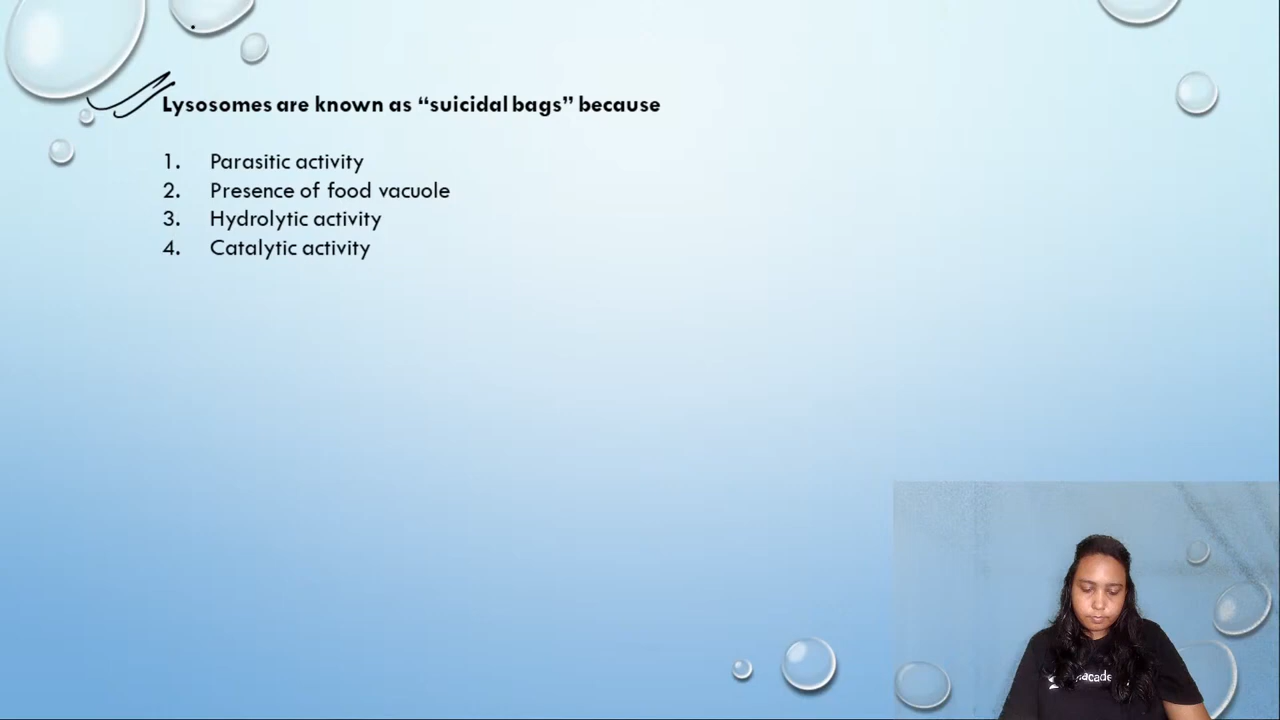 Lysosomes are known as “suicidal bags” because
1. Parasitic activity
2. Presence of food vacuole
3. Hydrolytic activity
4. Catalytic activity